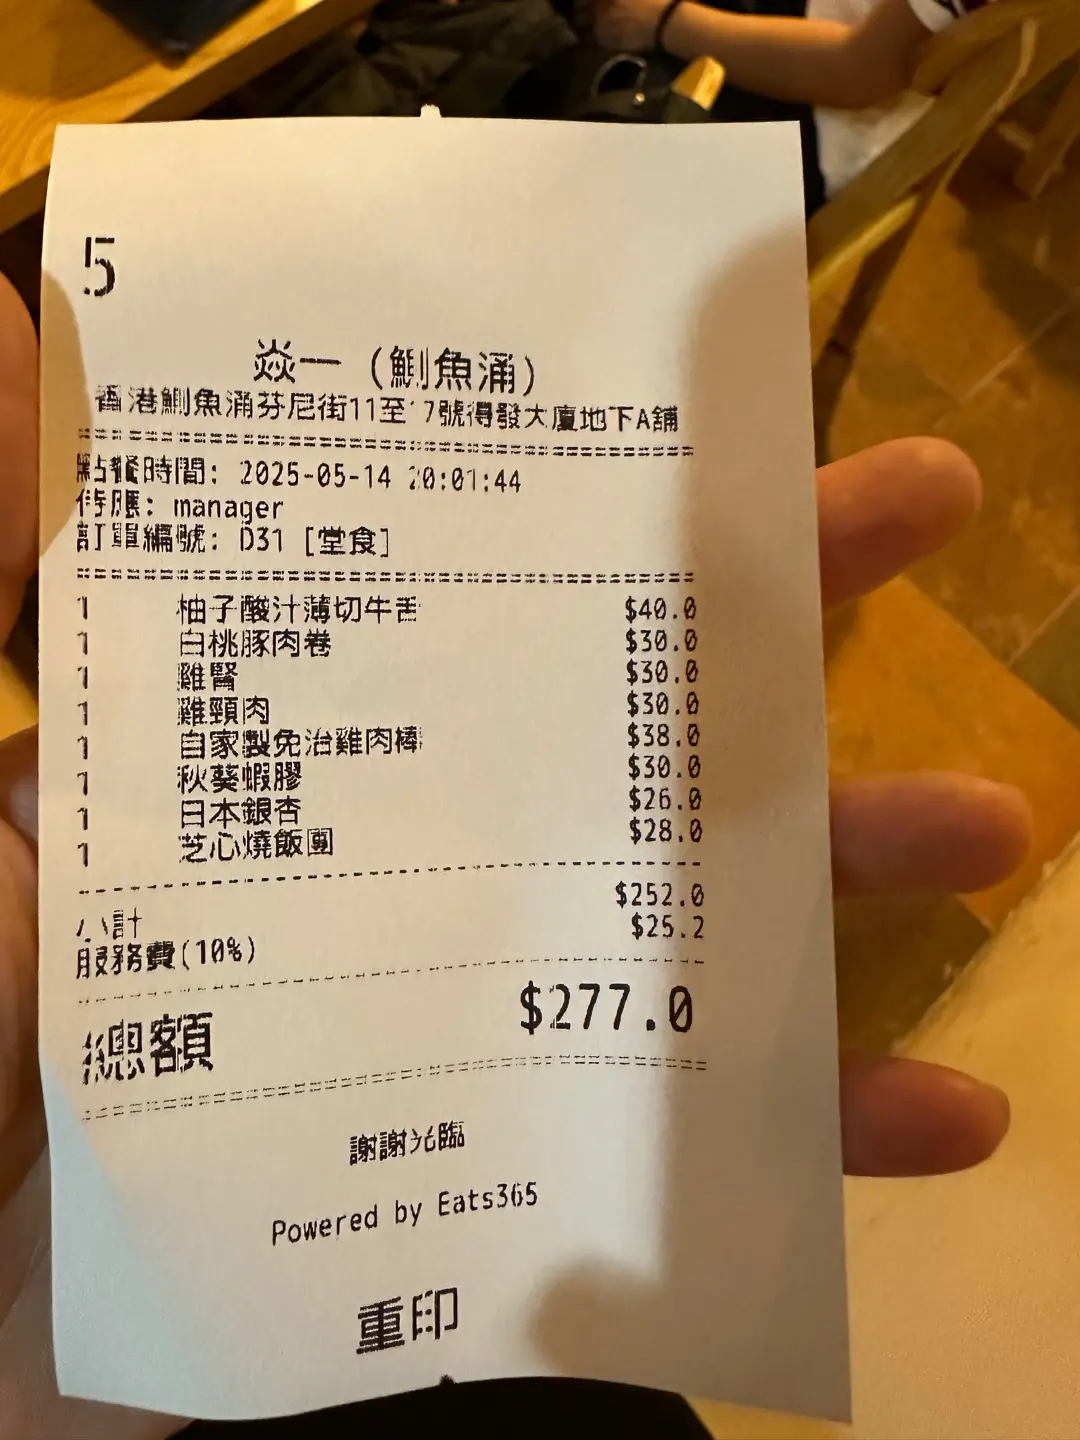 5
焱一 (鰂魚涌)
香港鰂魚涌芬尼街11至17號得發大廈地下A舖
點餐時間: 2025-05-14 20:01:44
侍應: manager
訂單編號: D31 [堂食]
1 柚子酸汁薄切牛舌 $40.0
1 白桃豚肉卷 $30.0
1 雞腎 $30.0
1 雞頸肉 $30.0
1 自家製免治雞肉棒 $38.0
1 秋葵蝦膠 $30.0
1 日本銀杏 $26.0
1 芝心燒飯團 $28.0
小計 $252.0
服務費(10%) $25.2
總額 $277.0
謝謝光臨
Powered by Eats365
重印